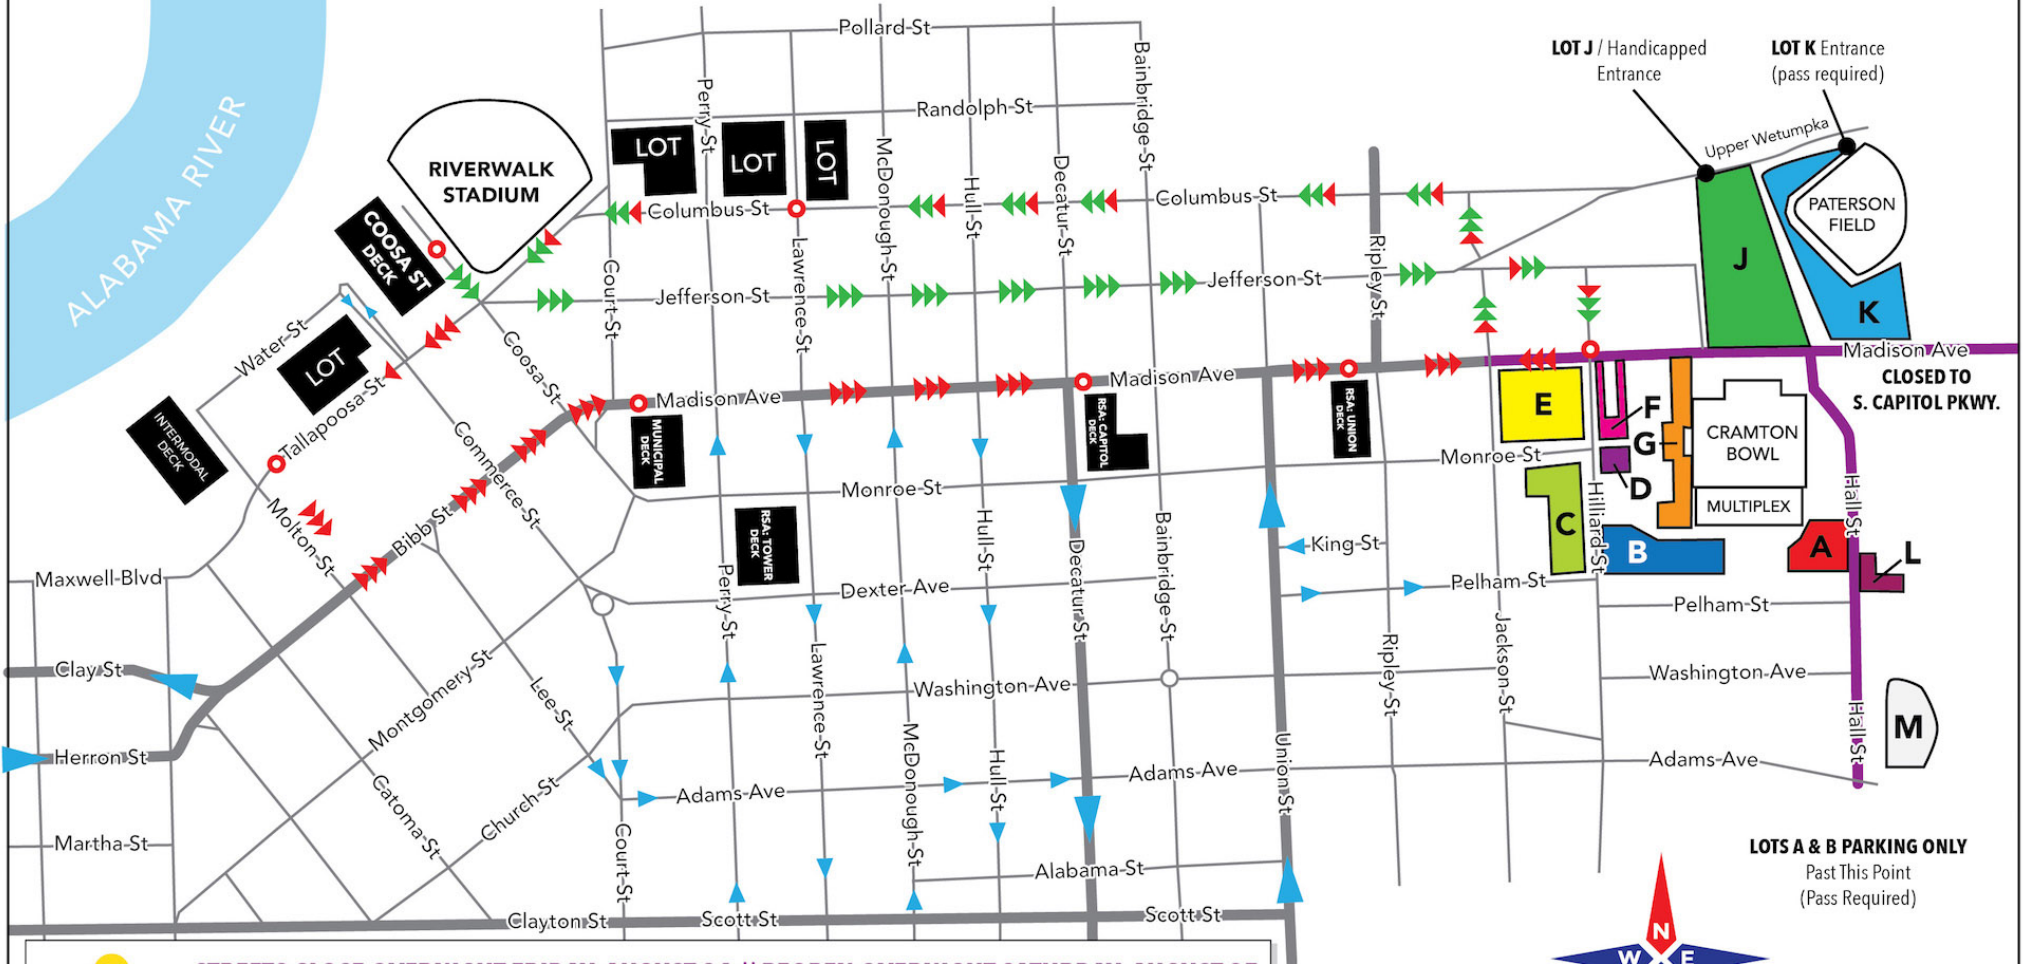 Pollard St
LOT J / Handicapped
Entrance
LOT K Entrance
(pass required)
Bainbridge St
Perry St
Randolph St
ALABAMA RIVER
RIVERWALK
STADIUM
LOT
LOT
LOT
McDonough St
Hull St
Decatur St
Upper Wetumpka
PATERSON
FIELD
Columbus St
Columbus St
COOSA ST
DECK
Court St
Lawrence St
Ripley St
J
K
Jefferson St
Jefferson St
Water St
LOT
Coosa St
Tallapoosa St
Madison Ave
Madison Ave
Madison Ave
CLOSED TO
S. CAPITOL PKWY.
INTERMODAL
DECK
Commerce St
MUNICIPAL
DECK
RSA: CAPITOL
DECK
RSA: UNION
DECK
E
F
G
D
CRAMTON
BOWL
MULTIPLEX
Monroe St
Monroe St
Molton St
Bibb St
RSA: TOWER
DECK
Hull St
Bainbridge St
Decatur St
King St
C
Hilliard St
B
A
L
Hall St
Maxwell Blvd
Perry St
Dexter Ave
Pelham St
Pelham St
Clay St
Montgomery St
Lee St
Lawrence St
Washington Ave
Ripley St
Jackson St
Washington Ave
Herron St
McDonough St
Hull St
Union St
Hall St
M
Catoma St
Church St
Adams Ave
Adams Ave
Adams Ave
Martha St
Court St
Alabama St
LOTS A & B PARKING ONLY
Past This Point
(Pass Required)
Clayton St
Scott St
Scott St
N
W
E